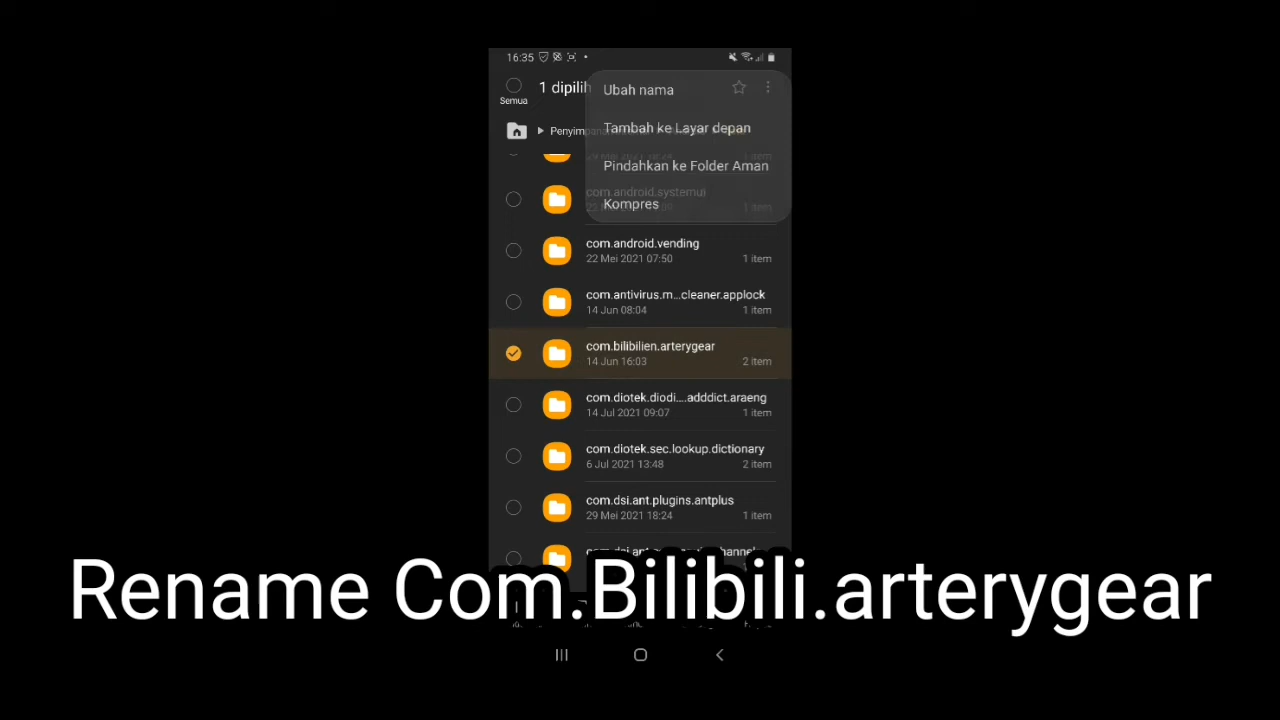 16:35
1 dipilih
Semua
Ubah nama
Tambah ke Layar depan
Pindahkan ke Folder Aman
Kompres
com.android.systemui
com.android.vending
22 Mei 2021 07:50 1 item
com.antivirus.m...cleaner.applock
14 Jun 08:04 1 item
com.bilibilien.arterygear
14 Jun 16:03 2 item
com.diotek.diodi....adddict.araeng
14 Jul 2021 09:07 1 item
com.diotek.sec.lookup.dictionary
6 Jul 2021 13:48 2 item
com.dsi.ant.plugins.antplus
29 Mei 2021 18:24 1 item
Rename Com.Bilibili.arterygear